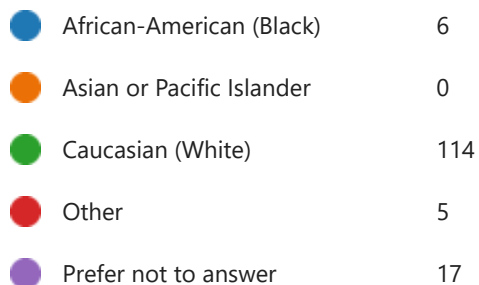 African-American (Black) 6
Asian or Pacific Islander 0
Caucasian (White) 114
Other 5
Prefer not to answer 17